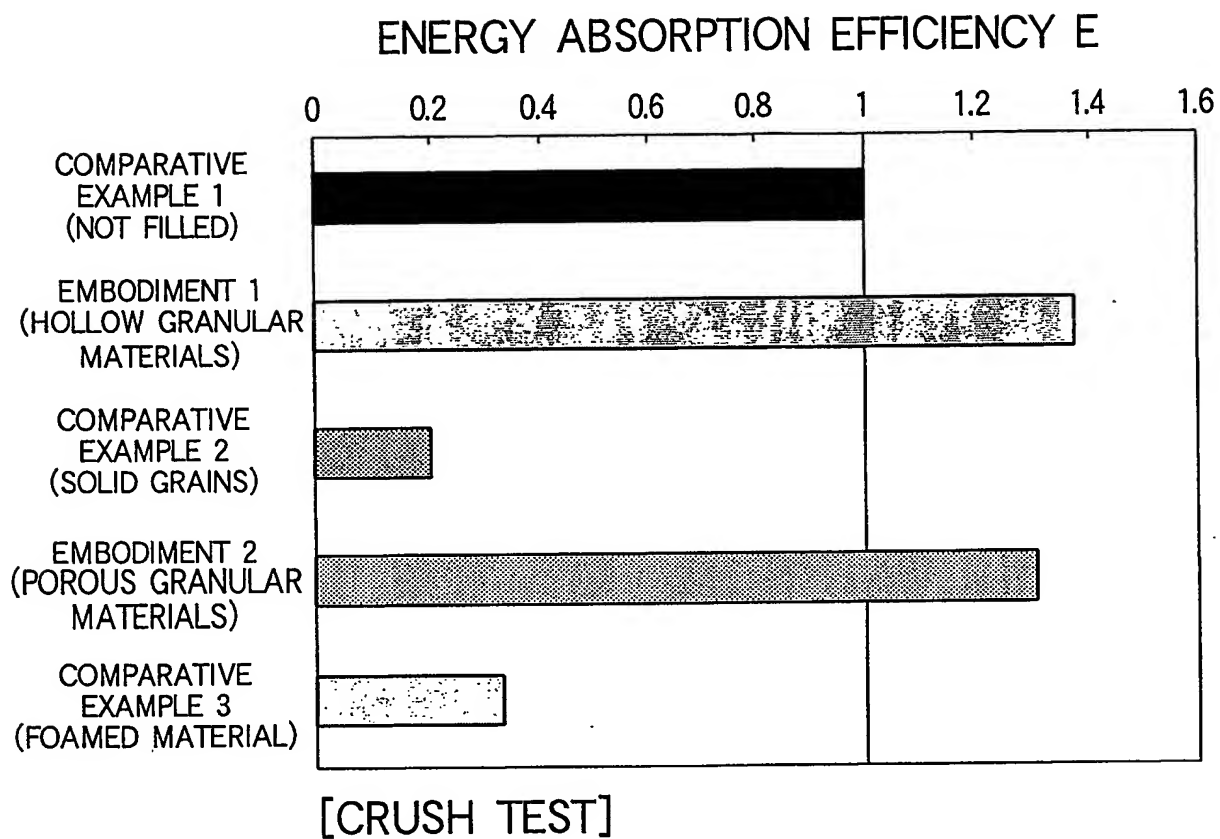 ENERGY ABSORPTION EFFICIENCY E
0 0.2 0.4 0.6 0.8 1 1.2 1.4 1.6
COMPARATIVE
EXAMPLE 1
(NOT FILLED)
EMBODIMENT 1
(HOLLOW GRANULAR
MATERIALS)
COMPARATIVE
EXAMPLE 2
(SOLID GRAINS)
EMBODIMENT 2
(POROUS GRANULAR
MATERIALS)
COMPARATIVE
EXAMPLE 3
(FOAMED MATERIAL)
[CRUSH TEST]